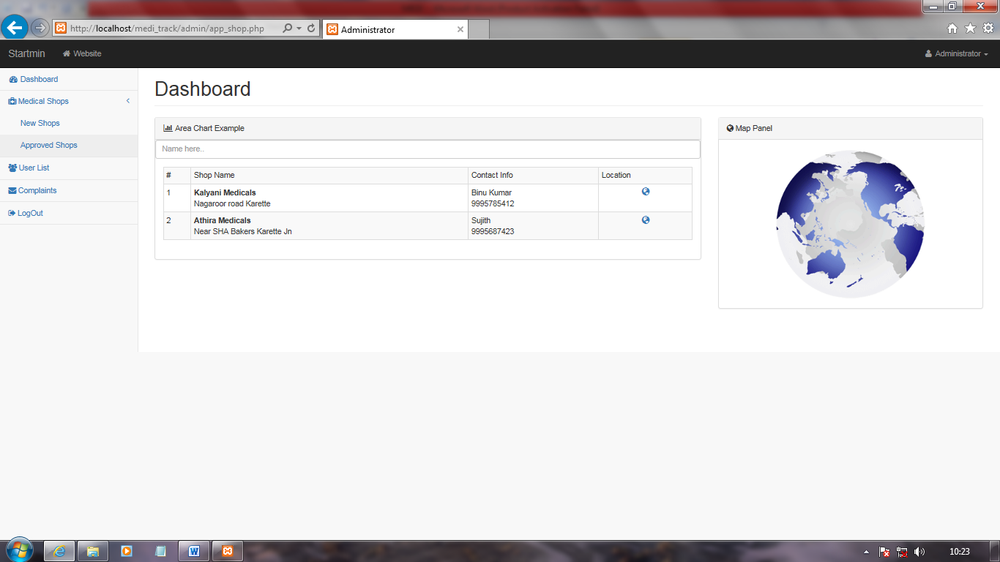 http://localhost/medi_track/admin/app_shop.php
Administrator
Startmin
Website
Administrator
Dashboard
Medical Shops
New Shops
Approved Shops
User List
Complaints
LogOut
Dashboard
Area Chart Example
Name here..
# Shop Name Contact Info Location
1 Kalyani Medicals Binu Kumar
Nagaroor road Karette 9995785412
2 Athira Medicals Sujith
Near SHA Bakers Karette Jn 9995687423
Map Panel
10:23